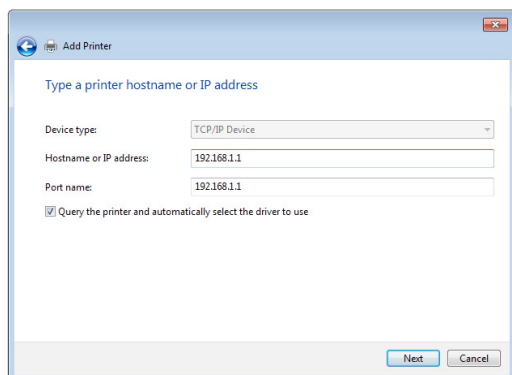 Add Printer
Type a printer hostname or IP address
Device type: TCP/IP Device
Hostname or IP address: 192.168.1.1
Port name: 192.168.1.1
Query the printer and automatically select the driver to use
Next Cancel